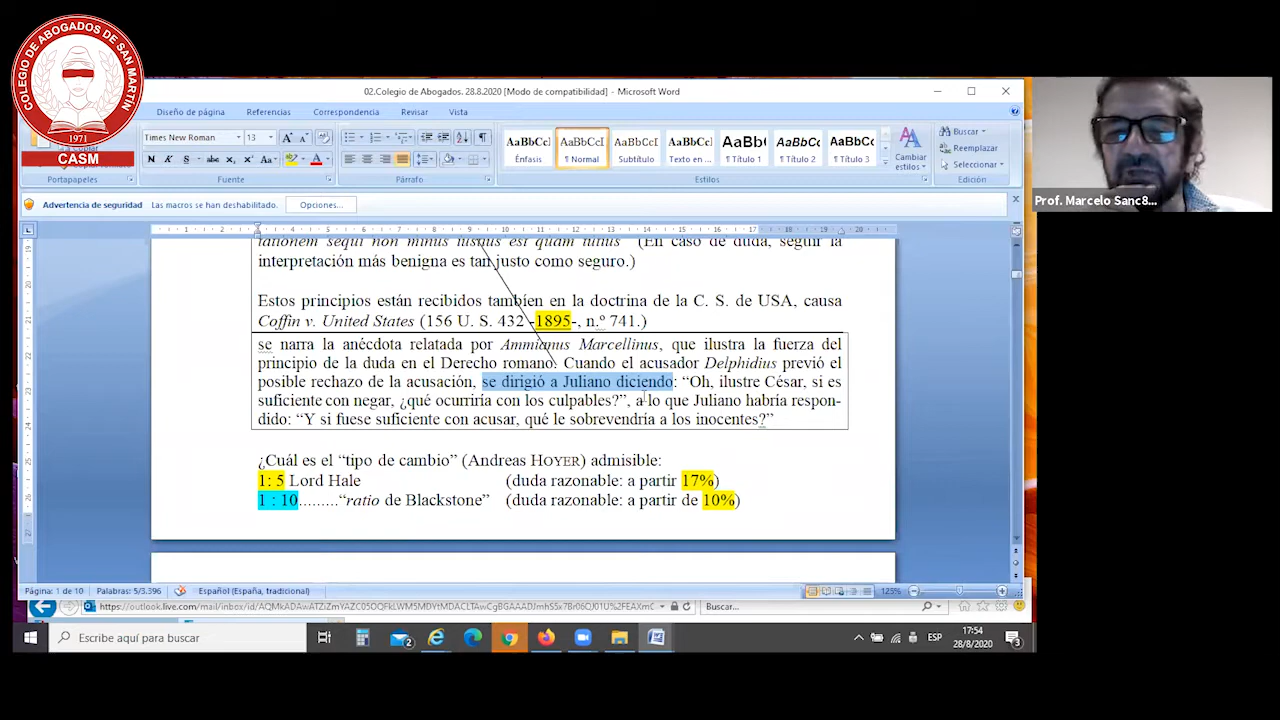 COLEGIO DE ABOGADOS DE SAN MARTÍN
1971
CASM
02.Colegio de Abogados. 28.8.2020 [Modo de compatibilidad] - Microsoft Word
Diseño de página Referencias Correspondencia Revisar Vista
Times New Roman 13
AaBbCcI AaBbCcI AaBbCcI AaBbCcI AaBb( AaBbC AaBbC
Énfasis ¶ Normal Subtítulo Texto en ... ¶ Título 1 ¶ Título 2 ¶ Título 3
Cambiar estilos
Buscar
Reemplazar
Seleccionar
Portapapeles Fuente Párrafo Estilos Edición
Prof. Marcelo Sanc8...
Advertencia de seguridad Las macros se han deshabilitado. Opciones...
interpretación más benigna es tan justo como seguro.)
Estos principios están recibidos también en la doctrina de la C. S. de USA, causa
Coffin v. United States (156 U. S. 432 -1895-, n.º 741.)
se narra la anécdota relatada por Ammianus Marcellinus, que ilustra la fuerza del
principio de la duda en el Derecho romano. Cuando el acusador Delphidius previó el
posible rechazo de la acusación, se dirigió a Juliano diciendo: “Oh, ilustre César, si es
suficiente con negar, ¿qué ocurriría con los culpables?”, a lo que Juliano habría respon-
dido: “Y si fuese suficiente con acusar, qué le sobrevendría a los inocentes?”
¿Cuál es el “tipo de cambio” (Andreas HOYER) admisible:
1: 5 Lord Hale (duda razonable: a partir 17%)
1 : 10.........“ratio de Blackstone” (duda razonable: a partir de 10%)
Página: 1 de 10 Palabras: 5/3.396 Español (España, tradicional) 125%
Buscar...
Escribe aquí para buscar
ESP
17:54
28/8/2020